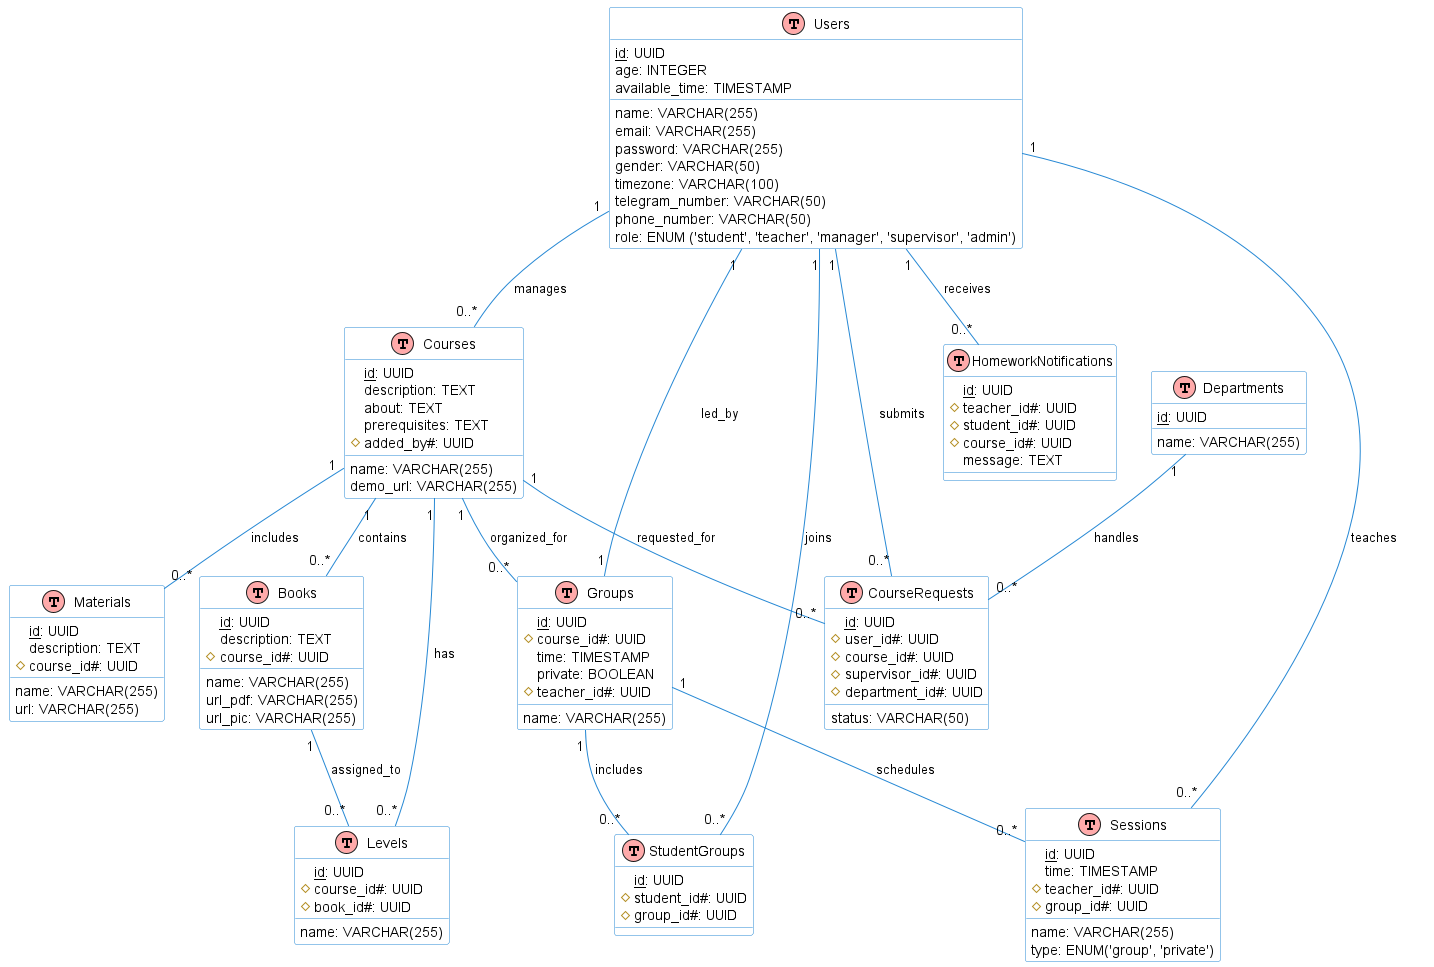 T Users
id: UUID
age: INTEGER
available_time: TIMESTAMP
name: VARCHAR(255)
email: VARCHAR(255)
password: VARCHAR(255)
gender: VARCHAR(50)
timezone: VARCHAR(100)
telegram_number: VARCHAR(50)
phone_number: VARCHAR(50)
role: ENUM ('student', 'teacher', 'manager', 'supervisor', 'admin')
1
1
1
1
1
1
manages
receives
0..*
0..*
T Courses
id: UUID
description: TEXT
about: TEXT
prerequisites: TEXT
added_by#: UUID
name: VARCHAR(255)
demo_url: VARCHAR(255)
T HomeworkNotifications
id: UUID
teacher_id#: UUID
student_id#: UUID
course_id#: UUID
message: TEXT
T Departments
id: UUID
name: VARCHAR(255)
led_by
submits
1
1
1
1
1
1
1
includes
contains
organized_for
requested_for
joins
handles
teaches
0..*
0..*
0..*
1
0..*
0..*
0..*
T Materials
id: UUID
description: TEXT
course_id#: UUID
name: VARCHAR(255)
url: VARCHAR(255)
T Books
id: UUID
description: TEXT
course_id#: UUID
name: VARCHAR(255)
url_pdf: VARCHAR(255)
url_pic: VARCHAR(255)
has
T Groups
id: UUID
course_id#: UUID
time: TIMESTAMP
private: BOOLEAN
teacher_id#: UUID
name: VARCHAR(255)
T CourseRequests
id: UUID
user_id#: UUID
course_id#: UUID
supervisor_id#: UUID
department_id#: UUID
status: VARCHAR(50)
1
1
1
assigned_to
includes
schedules
0..*
0..*
0..*
0..*
0..*
0..*
T Levels
id: UUID
course_id#: UUID
book_id#: UUID
name: VARCHAR(255)
T StudentGroups
id: UUID
student_id#: UUID
group_id#: UUID
T Sessions
id: UUID
time: TIMESTAMP
teacher_id#: UUID
group_id#: UUID
name: VARCHAR(255)
type: ENUM('group', 'private')